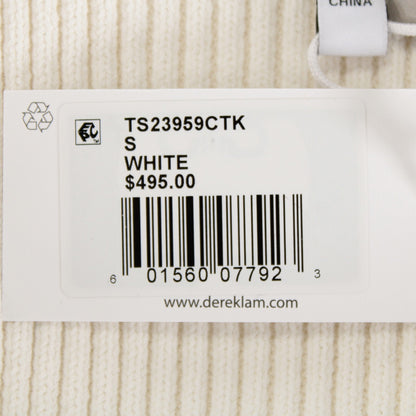 CHINA
TS23959CTK
S
WHITE
$495.00
6 01560 07792 3
www.dereklam.com